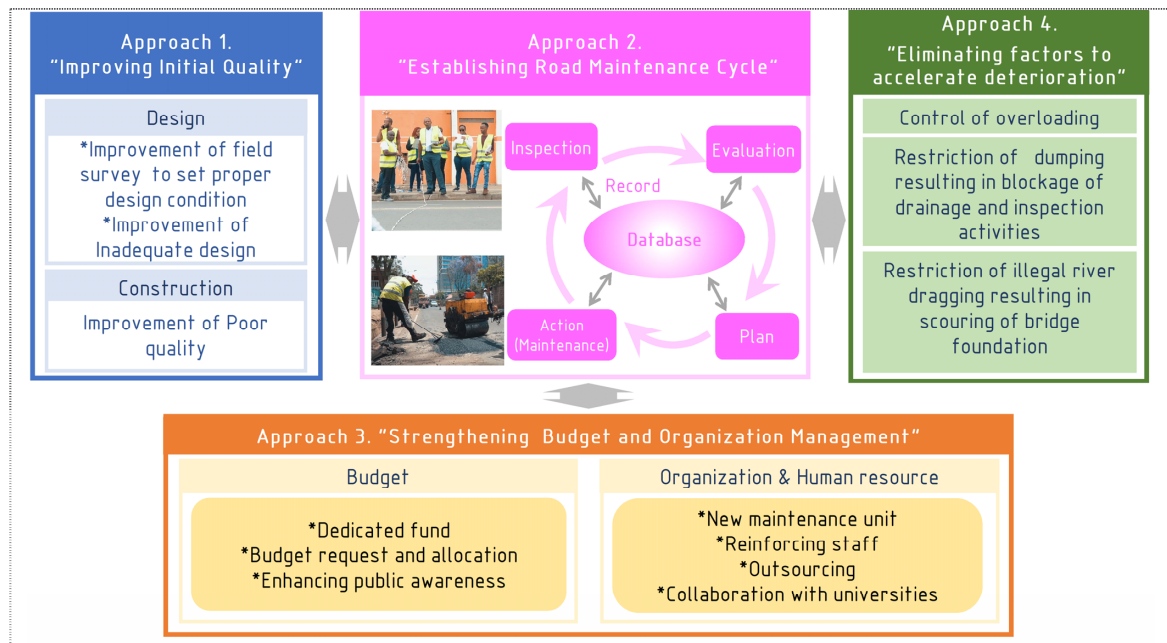 Approach 1.
"Improving Initial Quality"
Design
*Improvement of field
survey to set proper
design condition
*Improvement of
Inadequate design
Construction
Improvement of Poor
quality
Approach 2.
"Establishing Road Maintenance Cycle"
Inspection
Evaluation
Record
Database
Action
(Maintenance)
Plan
Approach 4.
"Eliminating factors to
accelerate deterioration"
Control of overloading
Restriction of dumping
resulting in blockage of
drainage and inspection
activities
Restriction of illegal river
dragging resulting in
scouring of bridge
foundation
Approach 3. "Strengthening Budget and Organization Management"
Budget
*Dedicated fund
*Budget request and allocation
*Enhancing public awareness
Organization & Human resource
*New maintenance unit
*Reinforcing staff
*Outsourcing
*Collaboration with universities